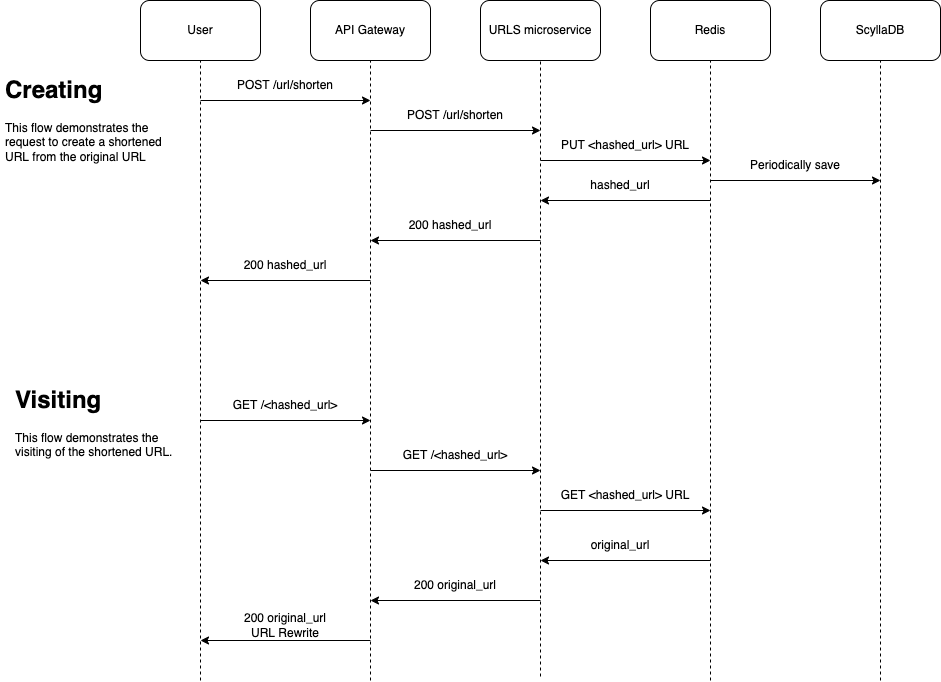 User
API Gateway
URLS microservice
Redis
ScyllaDB
Creating
This flow demonstrates the
request to create a shortened
URL from the original URL
POST /url/shorten
POST /url/shorten
PUT <hashed_url> URL
Periodically save
hashed_url
200 hashed_url
200 hashed_url
Visiting
This flow demonstrates the
visiting of the shortened URL.
GET /<hashed_url>
GET /<hashed_url>
GET <hashed_url> URL
original_url
200 original_url
200 original_url
URL Rewrite